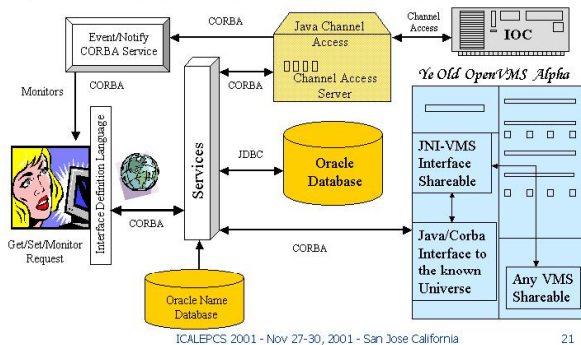 Event/Notify
CORBA Service
CORBA
Java Channel
Access
Channel Access
Server
Channel
Access
IOC
Monitors
CORBA
CORBA
Ye Old OpenVMS Alpha
Interface Definition Language
Services
JDBC
Oracle
Database
JNI-VMS
Interface
Shareable
Get/Set/Monitor
Request
CORBA
CORBA
Java/Corba
Interface to
the known
Universe
Any VMS
Shareable
Oracle Name
Database
ICALEPCS 2001 - Nov 27-30, 2001 - San Jose California
21